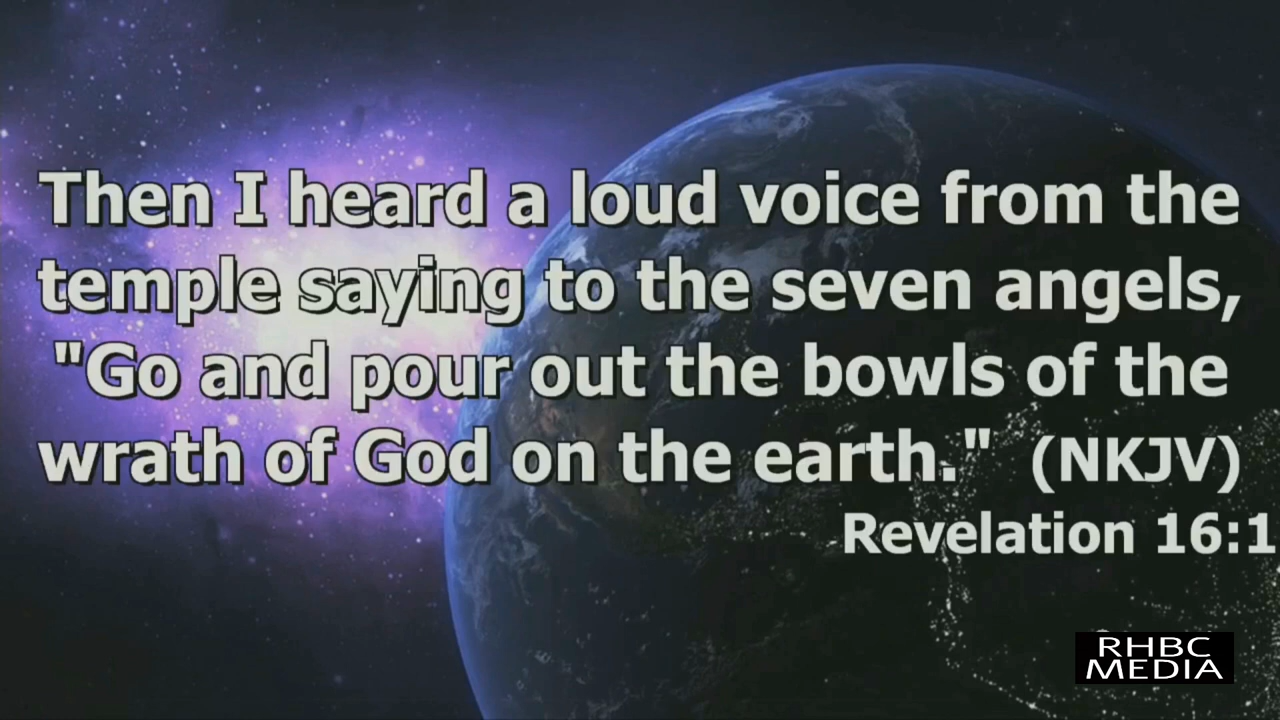 Then I heard a loud voice from the
temple saying to the seven angels,
"Go and pour out the bowls of the
wrath of God on the earth." (NKJV)
Revelation 16:1
RHBC
MEDIA